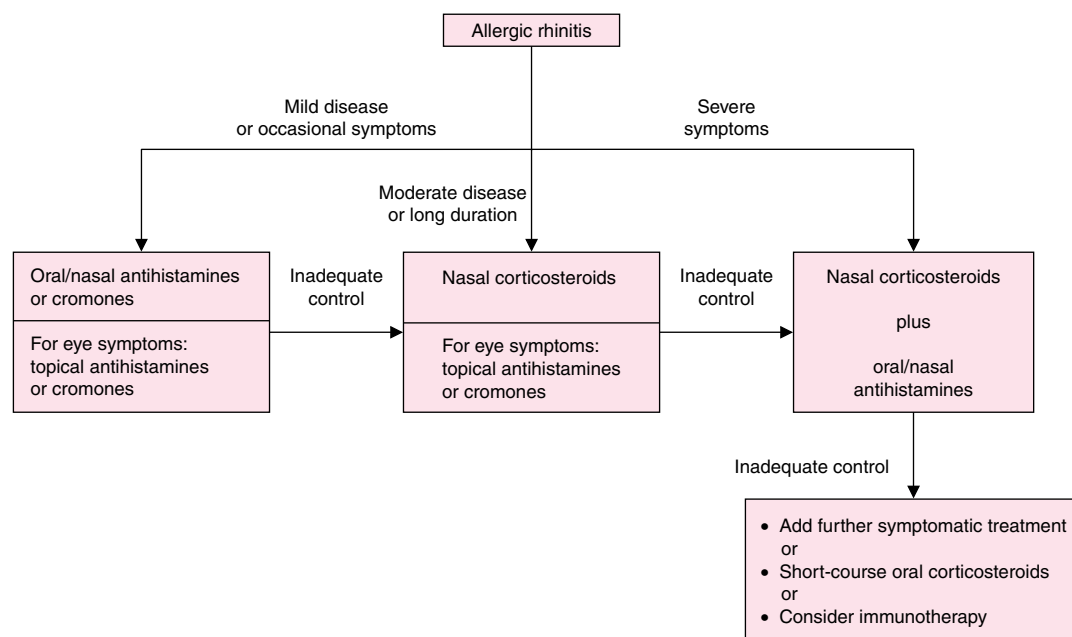 Allergic rhinitis
Mild disease
or occasional symptoms
Severe
symptoms
Moderate disease
or long duration
Oral/nasal antihistamines
or cromones
For eye symptoms:
topical antihistamines
or cromones
Inadequate
control
Nasal corticosteroids
For eye symptoms:
topical antihistamines
or cromones
Inadequate
control
Nasal corticosteroids
plus
oral/nasal
antihistamines
Inadequate control
• Add further symptomatic treatment
or
• Short-course oral corticosteroids
or
• Consider immunotherapy